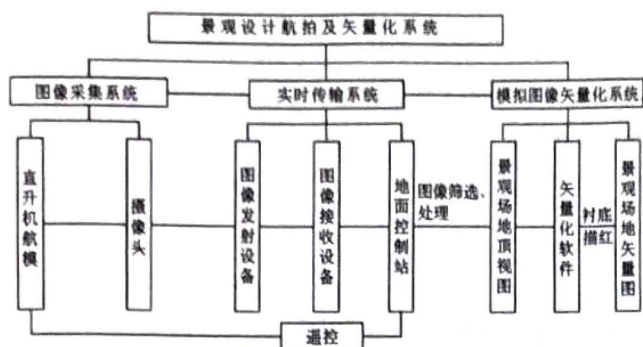 景观设计航拍及矢量化系统
图像采集系统
实时传输系统
模拟图像矢量化系统
直升机航模
摄像头
图像发射设备
图像接收设备
地面控制站
图像筛选、
处理
景观场地顶视图
矢量化软件
衬底
描红
景观场地矢量图
遥控